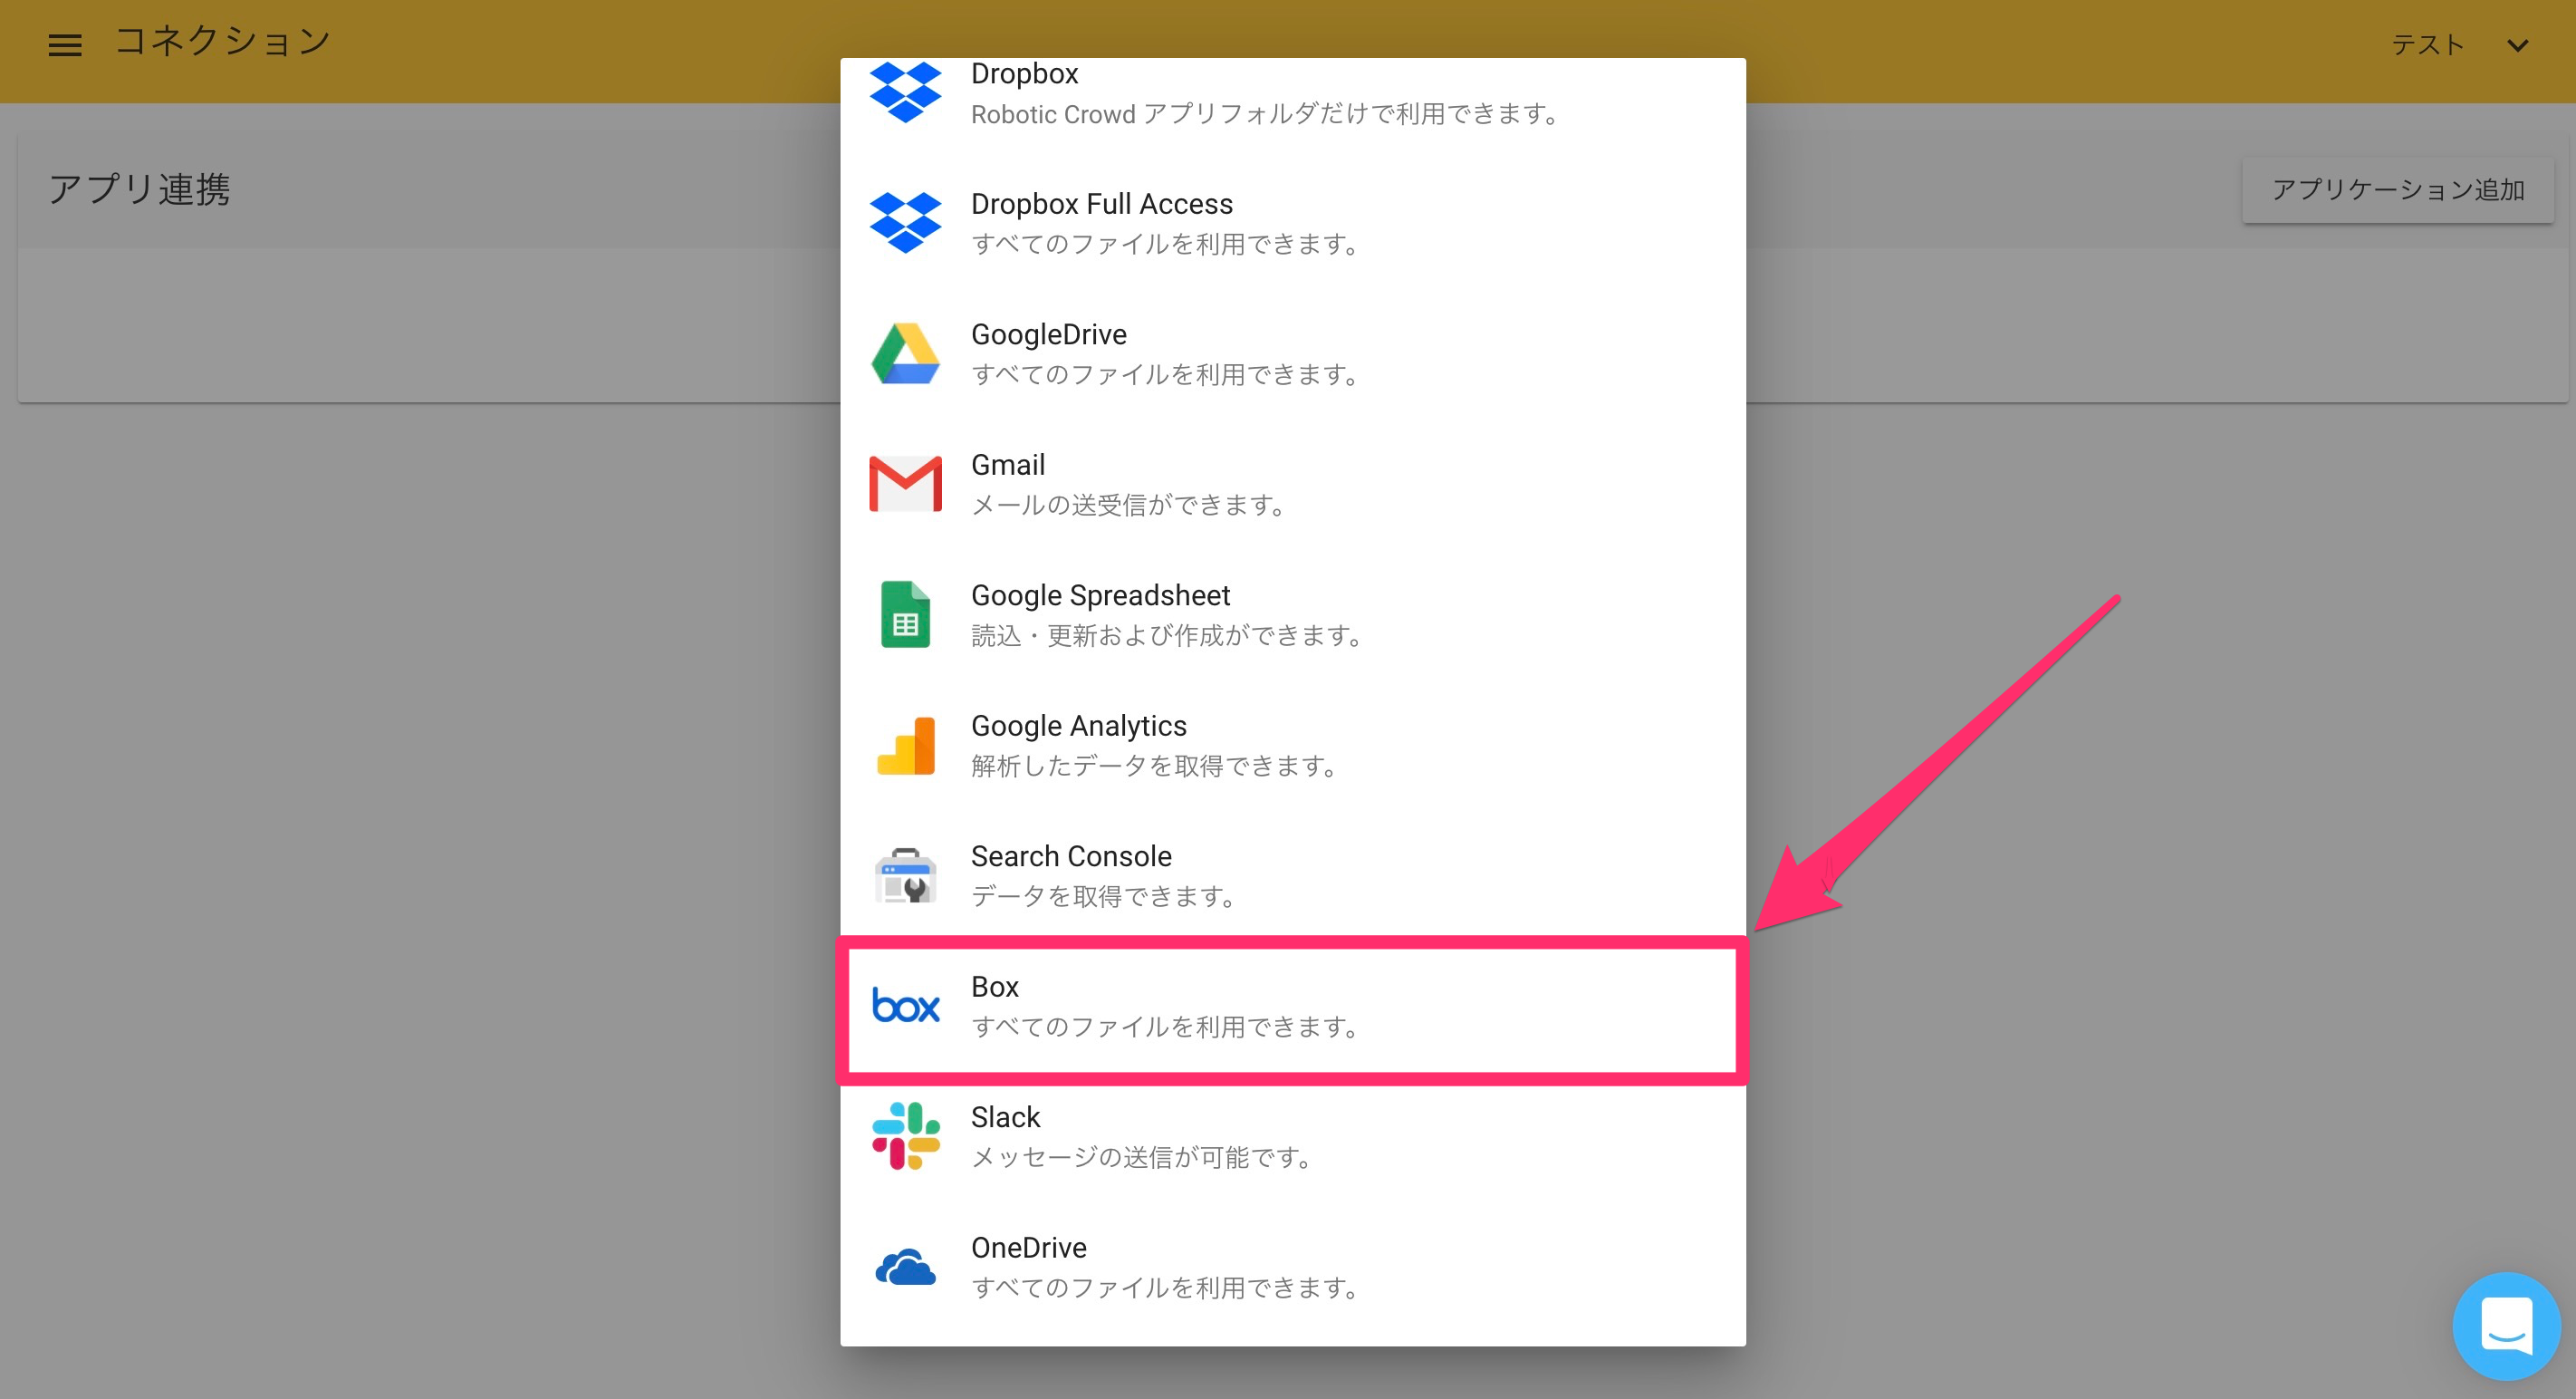 コネクション
テスト
アプリ連携
アプリケーション追加
Dropbox
Robotic Crowd アプリフォルダだけで利用できます。
Dropbox Full Access
すべてのファイルを利用できます。
GoogleDrive
すべてのファイルを利用できます。
Gmail
メールの送受信ができます。
Google Spreadsheet
読込・更新および作成ができます。
Google Analytics
解析したデータを取得できます。
Search Console
データを取得できます。
box
Box
すべてのファイルを利用できます。
Slack
メッセージの送信が可能です。
OneDrive
すべてのファイルを利用できます。